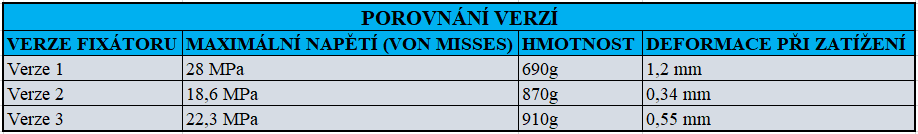 POROVNÁNÍ VERZÍ
VERZE FIXÁTORU MAXIMÁLNÍ NAPĚTÍ (VON MISSES) HMOTNOST DEFORMACE PŘI ZATÍŽENÍ
Verze 1 28 MPa 690g 1,2 mm
Verze 2 18,6 MPa 870g 0,34 mm
Verze 3 22,3 MPa 910g 0,55 mm